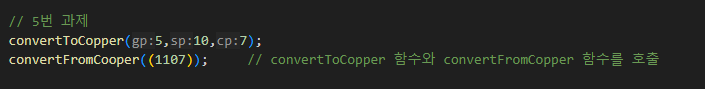 // 5번 과제
convertToCopper(gp:5,sp:10,cp:7);
convertFromCooper((1107));     // convertToCopper 함수와 convertFromCopper 함수를 호출